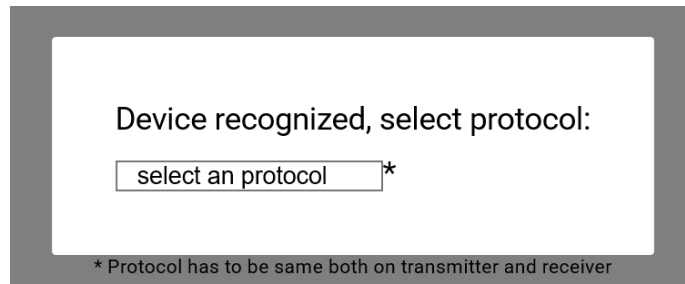 Device recognized, select protocol:
select an protocol*
* Protocol has to be same both on transmitter and receiver